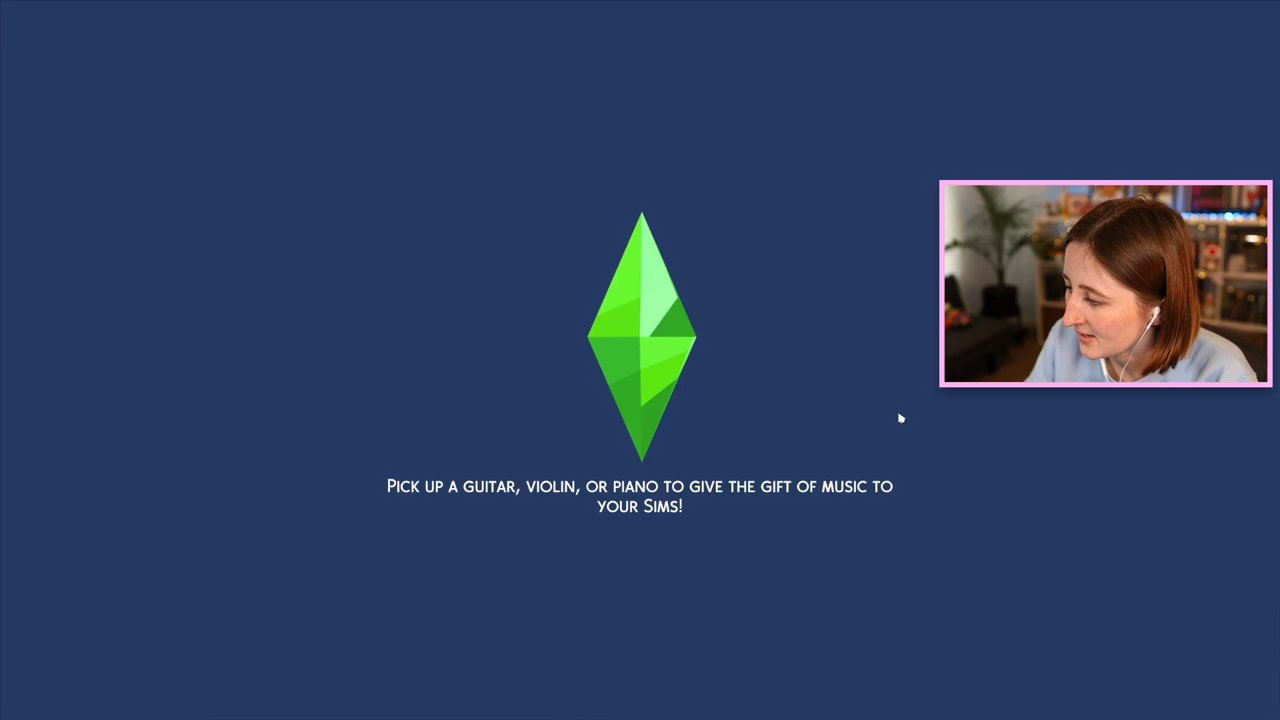 Pick up a guitar, violin, or piano to give the gift of music to
your Sims!